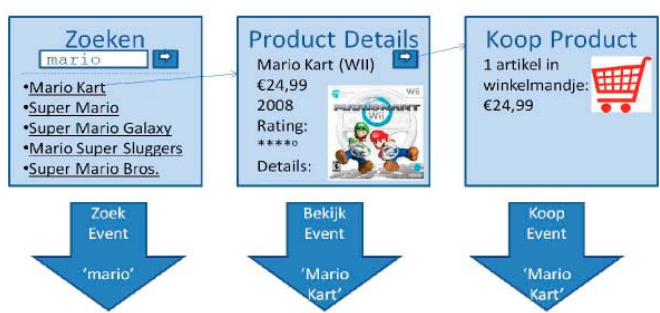 Zoeken
mario
•Mario Kart
•Super Mario
•Super Mario Galaxy
•Mario Super Sluggers
•Super Mario Bros.
Product Details
Mario Kart (WII)
€24,99
2008
Rating:
****º
Details:
Wii
MARIOKART
Wii
Koop Product
1 artikel in
winkelmandje:
€24,99
Zoek
Event
‘mario’
Bekijk
Event
‘Mario
Kart’
Koop
Event
‘Mario
Kart’